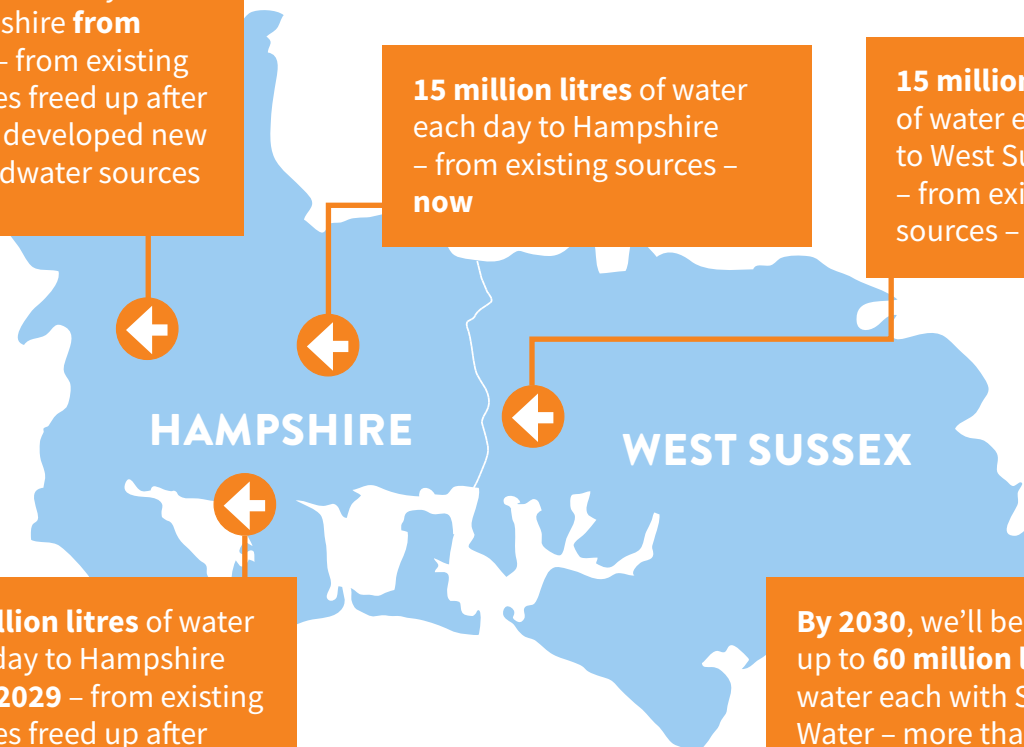 shire from
– from existing
es freed up after
developed new
dwater sources
15 million litres of water
each day to Hampshire
– from existing sources –
now
15 million
of water e
to West Su
– from exi
sources –
HAMPSHIRE
WEST SUSSEX
llion litres of water
day to Hampshire
2029 – from existing
es freed up after
By 2030, we'll be
up to 60 million l
water each with S
Water – more tha